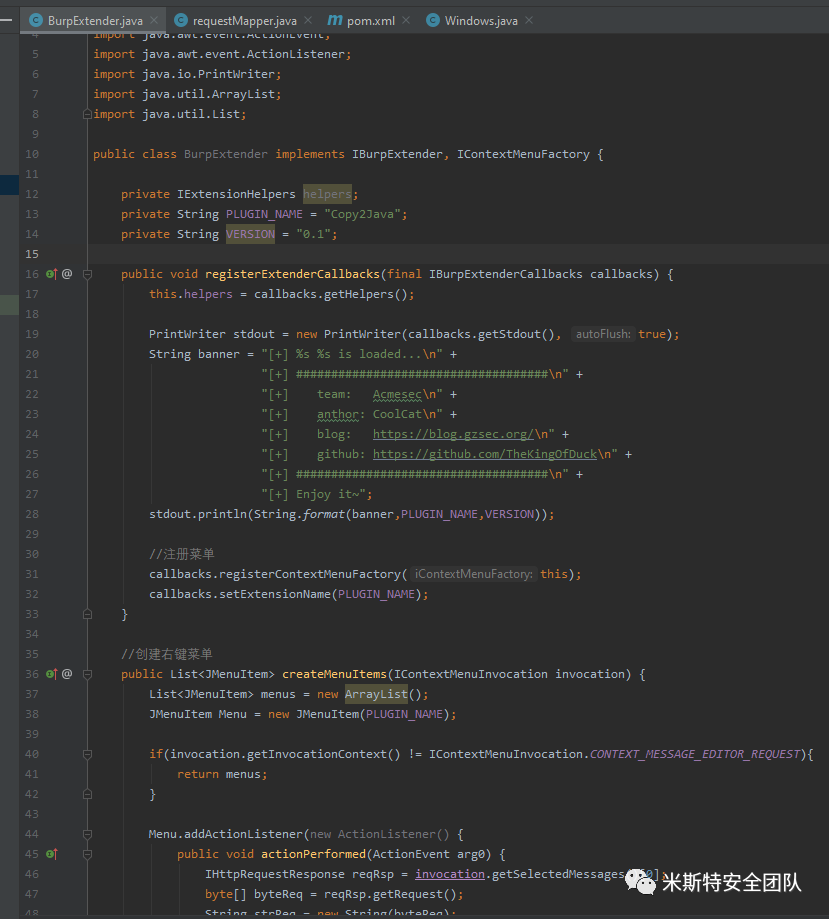 BurpExtender.java requestMapper.java pom.xml Windows.java
4 import java.awt.event.ActionEvent;
5 import java.awt.event.ActionListener;
6 import java.io.PrintWriter;
7 import java.util.ArrayList;
8 import java.util.List;
9
10 public class BurpExtender implements IBurpExtender, IContextMenuFactory {
11
12 private IExtensionHelpers helpers;
13 private String PLUGIN_NAME = "Copy2Java";
14 private String VERSION = "0.1";
15
16 @ public void registerExtenderCallbacks(final IBurpExtenderCallbacks callbacks) {
17 this.helpers = callbacks.getHelpers();
18
19 PrintWriter stdout = new PrintWriter(callbacks.getStdout(), autoFlush: true);
20 String banner = "[+] %s %s is loaded...\n" +
21 "[+] ####################################\n" +
22 "[+]    team:   Acmesec\n" +
23 "[+]    anthor: CoolCat\n" +
24 "[+]    blog:   https://blog.gzsec.org/\n" +
25 "[+]    github: https://github.com/TheKingOfDuck\n" +
26 "[+] ####################################\n" +
27 "[+] Enjoy it~";
28 stdout.println(String.format(banner,PLUGIN_NAME,VERSION));
29
30 //注册菜单
31 callbacks.registerContextMenuFactory( iContextMenuFactory: this);
32 callbacks.setExtensionName(PLUGIN_NAME);
33 }
34
35 //创建右键菜单
36 @ public List<JMenuItem> createMenuItems(IContextMenuInvocation invocation) {
37 List<JMenuItem> menus = new ArrayList();
38 JMenuItem Menu = new JMenuItem(PLUGIN_NAME);
39
40 if(invocation.getInvocationContext() != IContextMenuInvocation.CONTEXT_MESSAGE_EDITOR_REQUEST){
41 return menus;
42 }
43
44 Menu.addActionListener(new ActionListener() {
45 public void actionPerformed(ActionEvent arg0) {
46 IHttpRequestResponse reqRsp = invocation.getSelectedMessages 0];
47 byte[] byteReq = reqRsp.getRequest();
48 String strReq = new String(byteReq);
米斯特安全团队